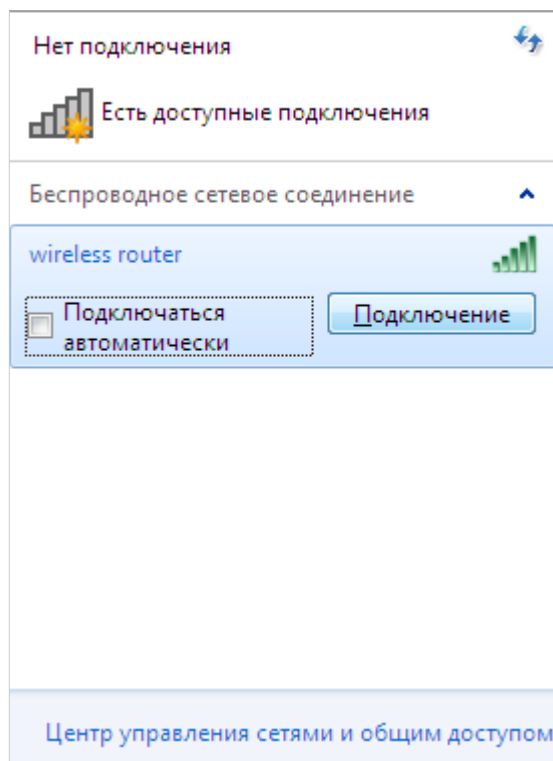 Нет подключения
Есть доступные подключения
Беспроводное сетевое соединение
wireless router
Подключаться
автоматически
Подключение
Центр управления сетями и общим доступом